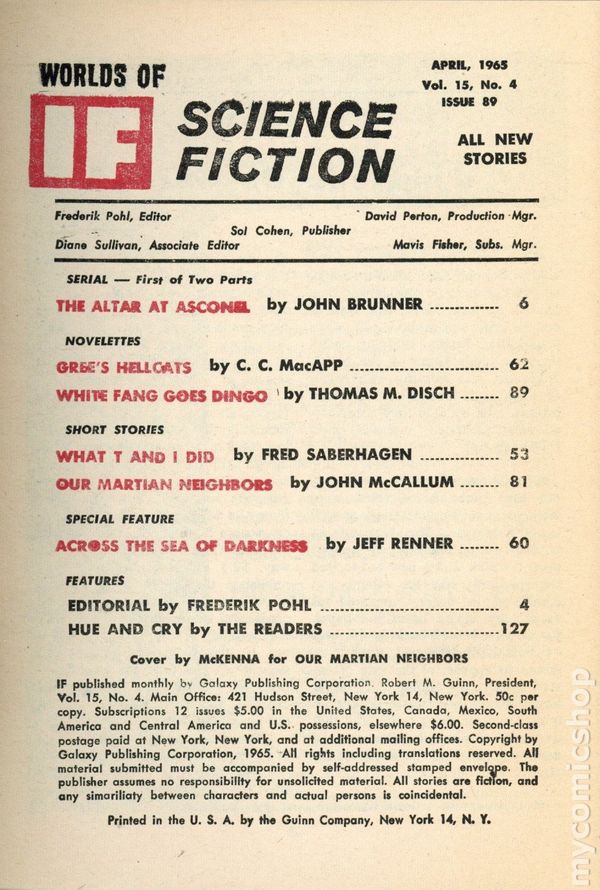 WORLDS OF
IF
SCIENCE
FICTION
APRIL, 1965
Vol. 15, No. 4
ISSUE 89
ALL NEW
STORIES
Frederik Pohl, Editor
David Perton, Production Mgr.
Sol Cohen, Publisher
Diane Sullivan, Associate Editor
Mavis Fisher, Subs. Mgr.
SERIAL — First of Two Parts
THE ALTAR AT ASCONEL by JOHN BRUNNER .............. 6
NOVELETTES
GREE'S HELLCATS by C. C. MacAPP .............................. 62
WHITE FANG GOES DINGO by THOMAS M. DISCH ........ 89
SHORT STORIES
WHAT T AND I DID by FRED SABERHAGEN ................ 53
OUR MARTIAN NEIGHBORS by JOHN McCALLUM ........ 81
SPECIAL FEATURE
ACROSS THE SEA OF DARKNESS by JEFF RENNER ........ 60
FEATURES
EDITORIAL by FREDERIK POHL ...................................... 4
HUE AND CRY by THE READERS ...................................127
Cover by McKENNA for OUR MARTIAN NEIGHBORS
IF published monthly by Galaxy Publishing Corporation. Robert M. Guinn, President,
Vol. 15, No. 4. Main Office: 421 Hudson Street, New York 14, New York. 50c per
copy. Subscriptions 12 issues $5.00 in the United States, Canada, Mexico, South
America and Central America and U.S. possessions, elsewhere $6.00. Second-class
postage paid at New York, New York, and at additional mailing offices. Copyright by
Galaxy Publishing Corporation, 1965. All rights including translations reserved. All
material submitted must be accompanied by self-addressed stamped envelope. The
publisher assumes no responsibility for unsolicited material. All stories are fiction, and
any similiarity between characters and actual persons is coincidental.
Printed in the U. S. A. by the Guinn Company, New York 14, N. Y.
mycomicshop